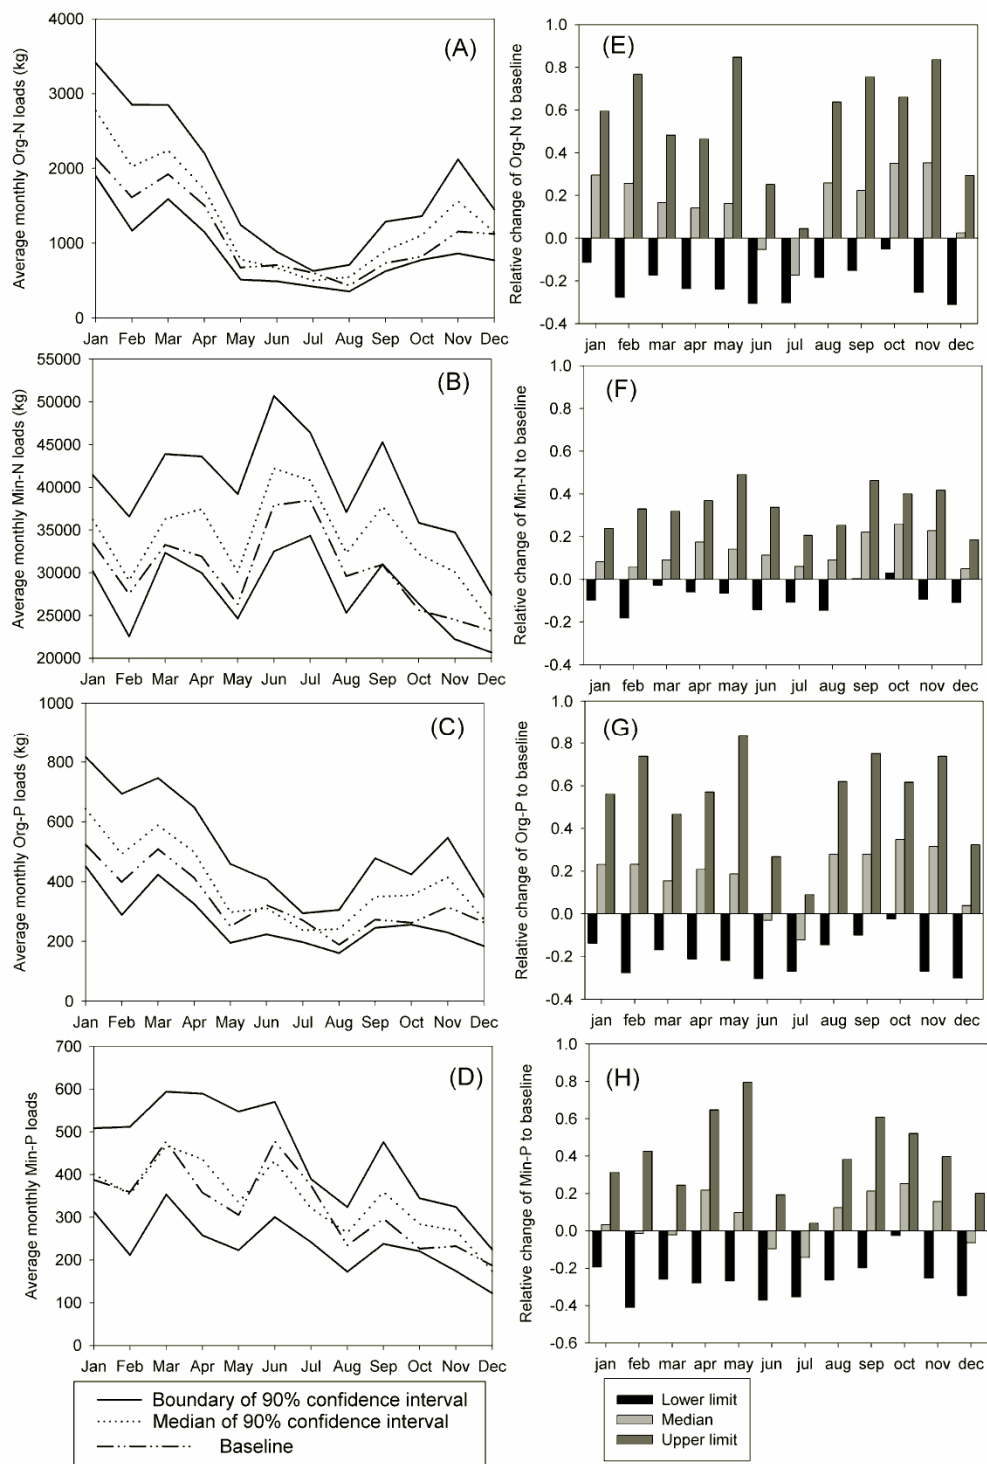 (A)
Average monthly Org-N loads (kg)
4000
3000
2000
1000
0
Jan Feb Mar Apr May Jun Jul Aug Sep Oct Nov Dec
(E)
Relative change of Org-N to baseline
1.0
0.8
0.6
0.4
0.2
0.0
-0.2
-0.4
jan feb mar apr may jun jul aug sep oct nov dec
(B)
Average monthly Min-N loads (kg)
55000
50000
45000
40000
35000
30000
25000
20000
Jan Feb Mar Apr May Jun Jul Aug Sep Oct Nov Dec
(F)
Relative change of Min-N to baseline
1.0
0.8
0.6
0.4
0.2
0.0
-0.2
-0.4
jan feb mar apr may jun jul aug sep oct nov dec
(C)
Average monthly Org-P loads (kg)
1000
800
600
400
200
0
Jan Feb Mar Apr May Jun Jul Aug Sep Oct Nov Dec
(G)
Relative change of Org-P to baseline
1.0
0.8
0.6
0.4
0.2
0.0
-0.2
-0.4
jan feb mar apr may jun jul aug sep oct nov dec
(D)
Average monthly Min-P loads
700
600
500
400
300
200
100
0
Jan Feb Mar Apr May Jun Jul Aug Sep Oct Nov Dec
(H)
Relative change of Min-P to baseline
1.0
0.8
0.6
0.4
0.2
0.0
-0.2
-0.4
-0.6
jan feb mar apr may jun jul aug sep oct nov dec
Boundary of 90% confidence interval
Median of 90% confidence interval
Baseline
Lower limit
Median
Upper limit